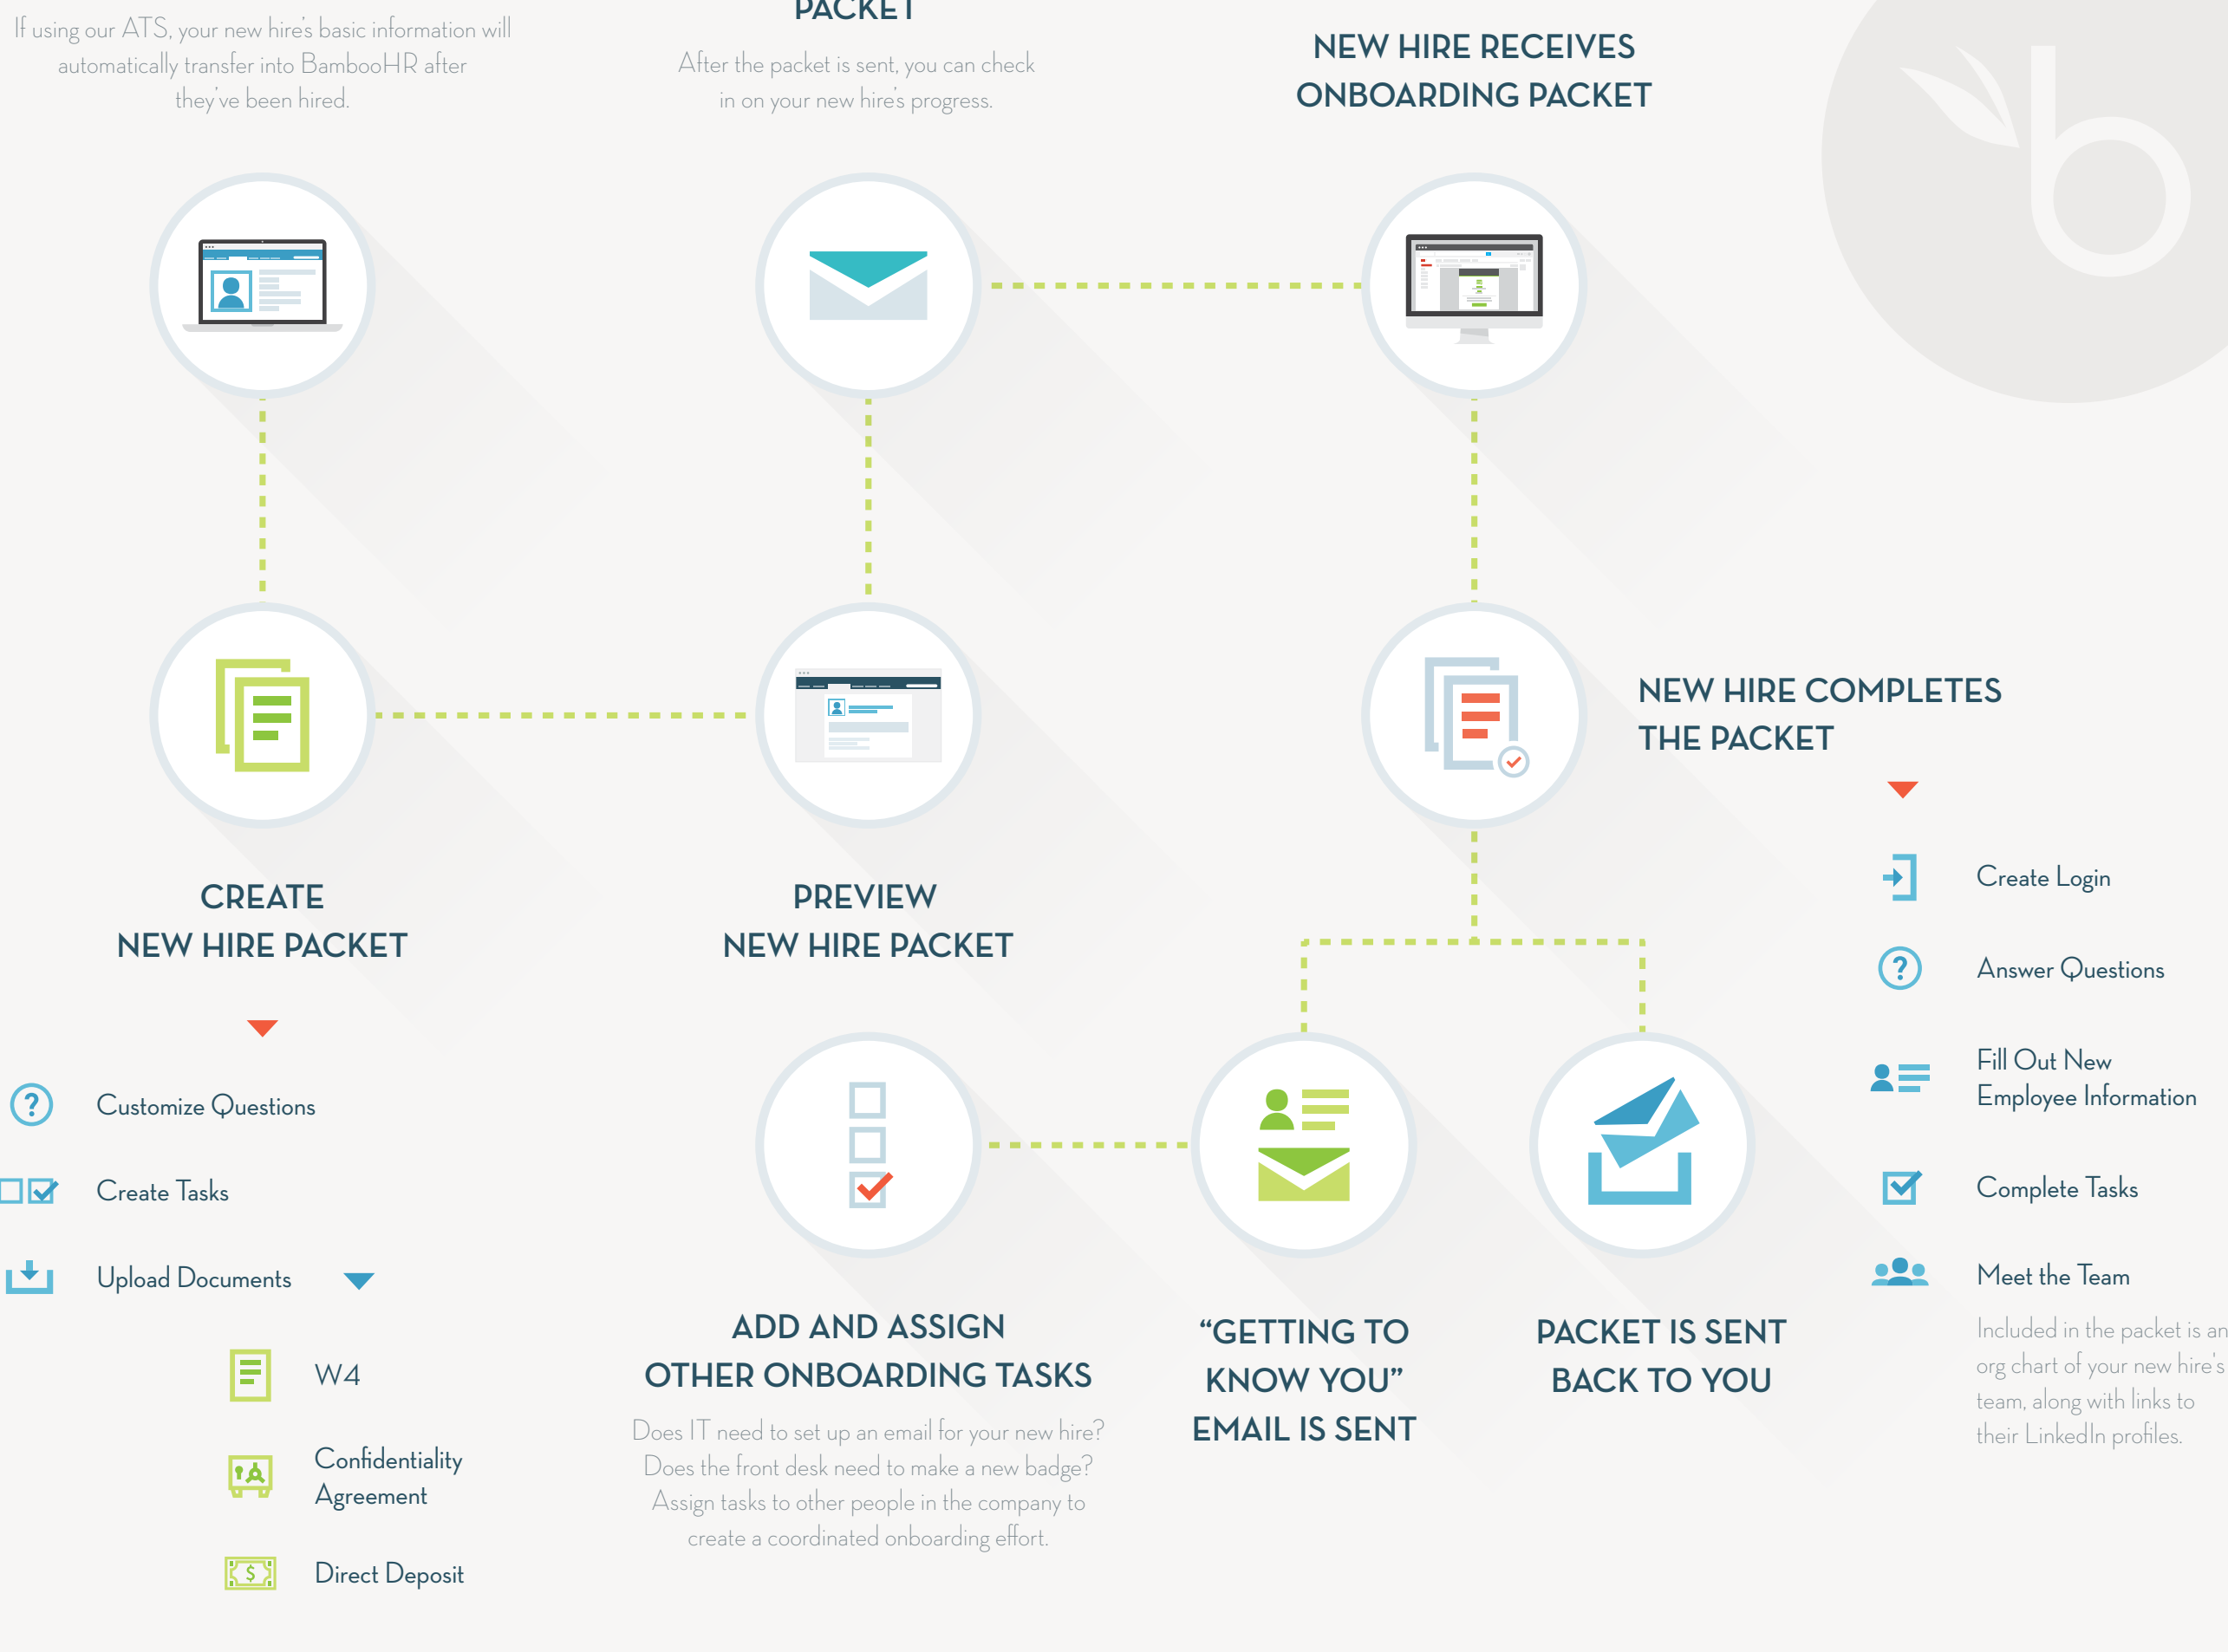 If using our ATS, your new hire's basic information will
automatically transfer into BambooHR after
they've been hired.
PACKET
After the packet is sent, you can check
in on your new hire's progress.
NEW HIRE RECEIVES
ONBOARDING PACKET
b
CREATE
NEW HIRE PACKET
Customize Questions
Create Tasks
Upload Documents
W4
Confidentiality
Agreement
Direct Deposit
PREVIEW
NEW HIRE PACKET
NEW HIRE COMPLETES
THE PACKET
Create Login
Answer Questions
Fill Out New
Employee Information
Complete Tasks
Meet the Team
Included in the packet is an
org chart of your new hire's
team, along with links to
their LinkedIn profiles.
ADD AND ASSIGN
OTHER ONBOARDING TASKS
Does IT need to set up an email for your new hire?
Does the front desk need to make a new badge?
Assign tasks to other people in the company to
create a coordinated onboarding effort.
“GETTING TO
KNOW YOU”
EMAIL IS SENT
PACKET IS SENT
BACK TO YOU